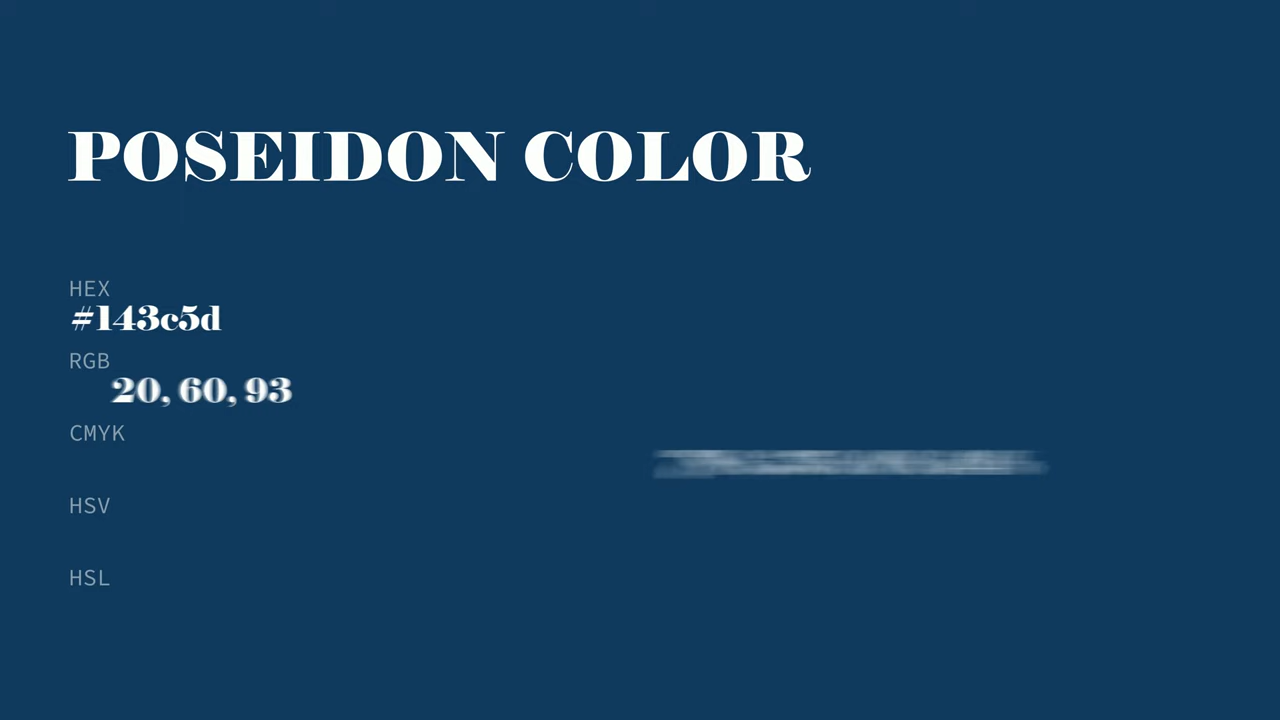 POSEIDON COLOR
HEX
#143c5d
RGB
20, 60, 93
CMYK
HSV
HSL